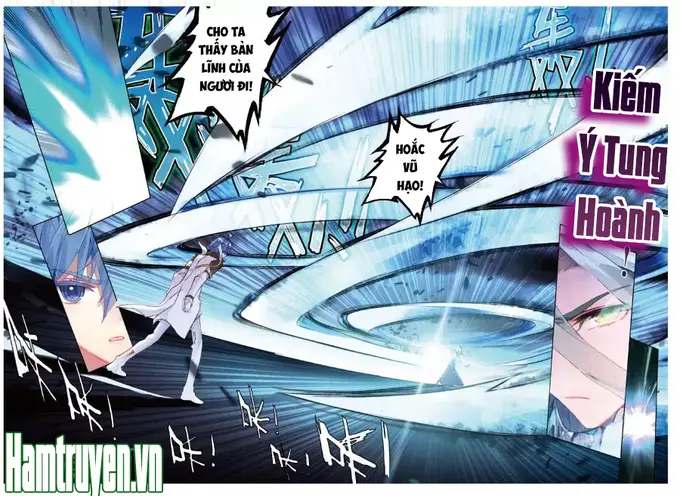 CHO TA
THẤY BẢN
LĨNH CỦA
NGƯƠI ĐI!
HOẮC
VŨ
HẠO!
Kiếm
Ý Tung
Hoành!
Hamtruyen.vn